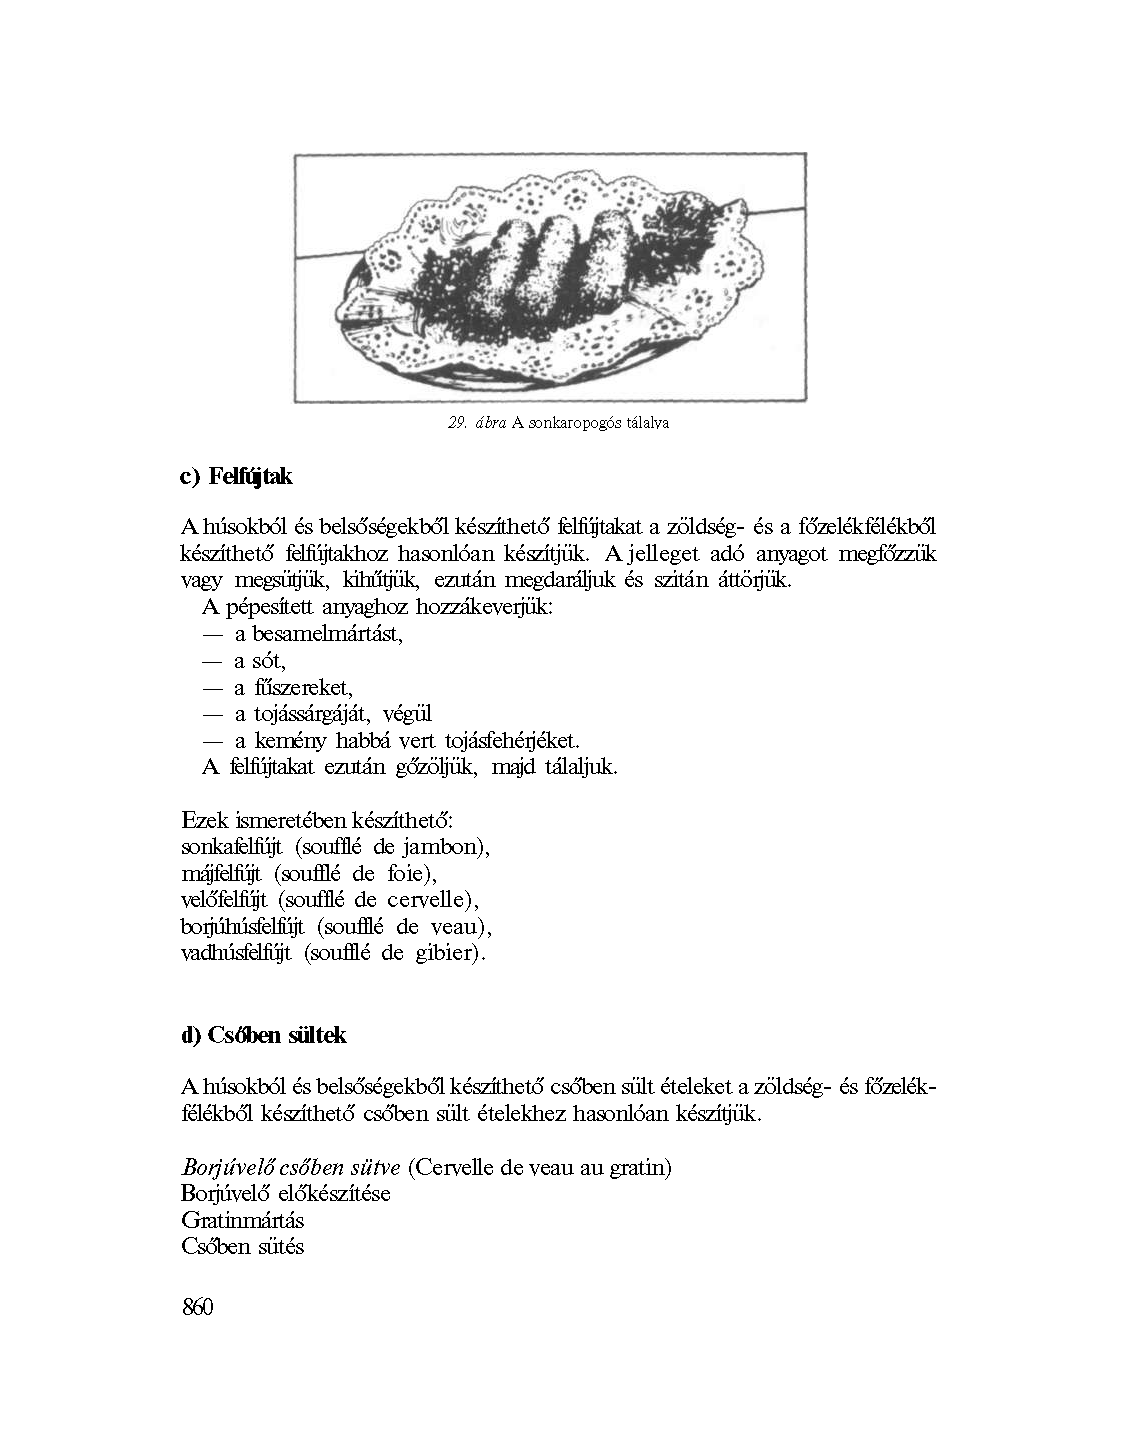 29. ábra A sonkaropogós tálalva
c) Felfújtak
A húsokból és belsőségekből készíthető felfújtakat a zöldség- és a főzelékfélékből
készíthető felfújtakhoz hasonlóan készítjük. A jelleget adó anyagot megfőzzük
vagy megsütjük, kihűtjük, ezután megdaráljuk és szitán áttörjük.
A pépesített anyaghoz hozzákeverjük:
— a besamelmártást,
— a sót,
— a fűszereket,
— a tojássárgáját, végül
— a kemény habbá vert tojásfehérjéket.
A felfújtakat ezután gőzöljük, majd tálaljuk.
Ezek ismeretében készíthető:
sonkafelfújt (soufflé de jambon),
májfelfújt (soufflé de foie),
velőfelfújt (soufflé de cervelle),
borjúhúsfelfújt (soufflé de veau),
vadhúsfelfújt (soufflé de gibier).
d) Csőben sültek
A húsokból és belsőségekből készíthető csőben sült ételeket a zöldség- és főzelék-
félékből készíthető csőben sült ételekhez hasonlóan készítjük.
Borjúvelő csőben sütve (Cervelle de veau au gratin)
Borjúvelő előkészítése
Gratinmártás
Csőben sütés
860